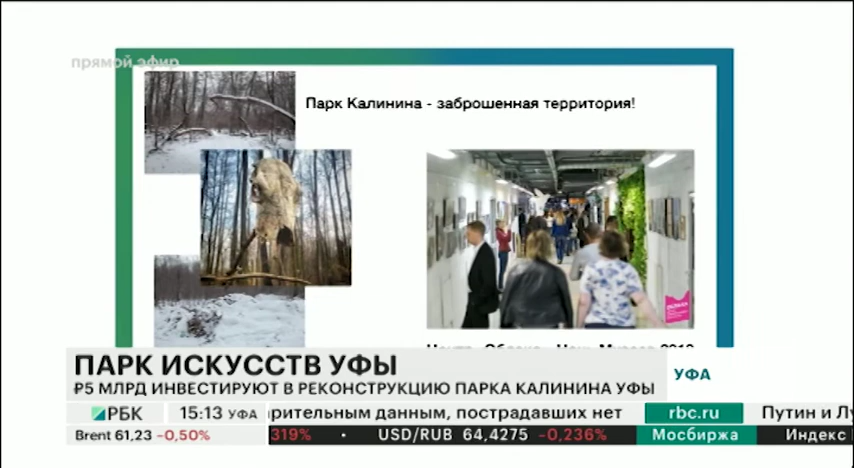 прямой эфир
Парк Калинина - заброшенная территория!
ПАРК ИСКУССТВ УФЫ
₽5 МЛРД ИНВЕСТИРУЮТ В РЕКОНСТРУКЦИЮ ПАРКА КАЛИНИНА УФЫ
УФА
РБК 15:13 УФА арительным данным, пострадавших нет rbc.ru Путин и Лу
Brent 61,23 -0,50% 319% • USD/RUB 64,4275 -0,236% Мосбиржа Индекс